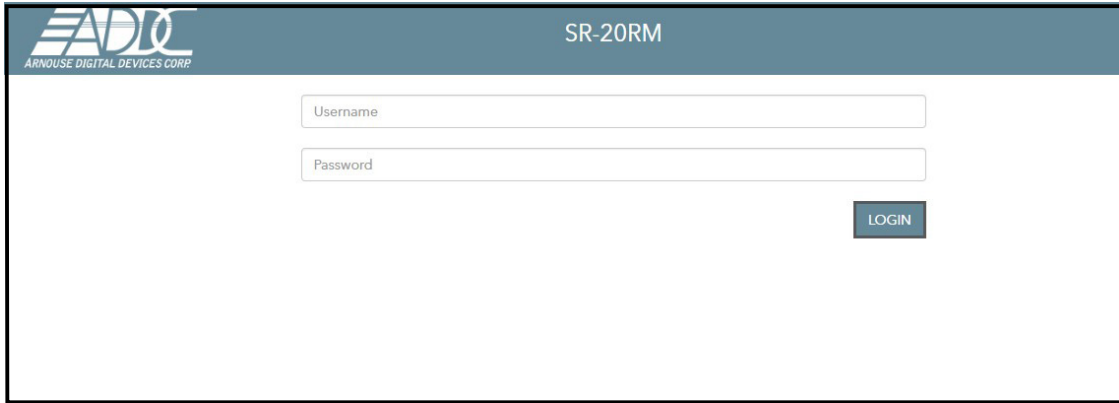 ADDC
ARNOUSE DIGITAL DEVICES CORP.
SR-20RM
Username
Password
LOGIN